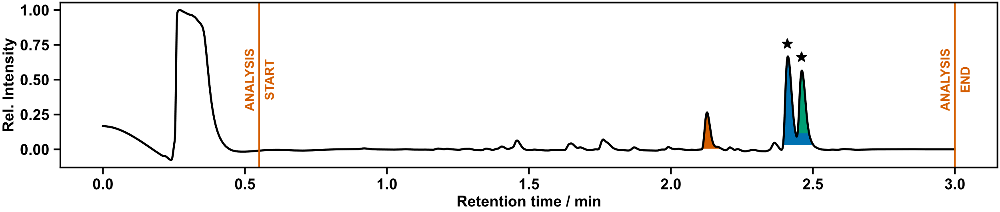 Rel. Intensity
1.00
0.75
0.50
0.25
0.00
ANALYSIS
START
ANALYSIS
END
0.0 0.5 1.0 1.5 2.0 2.5 3.0
Retention time / min